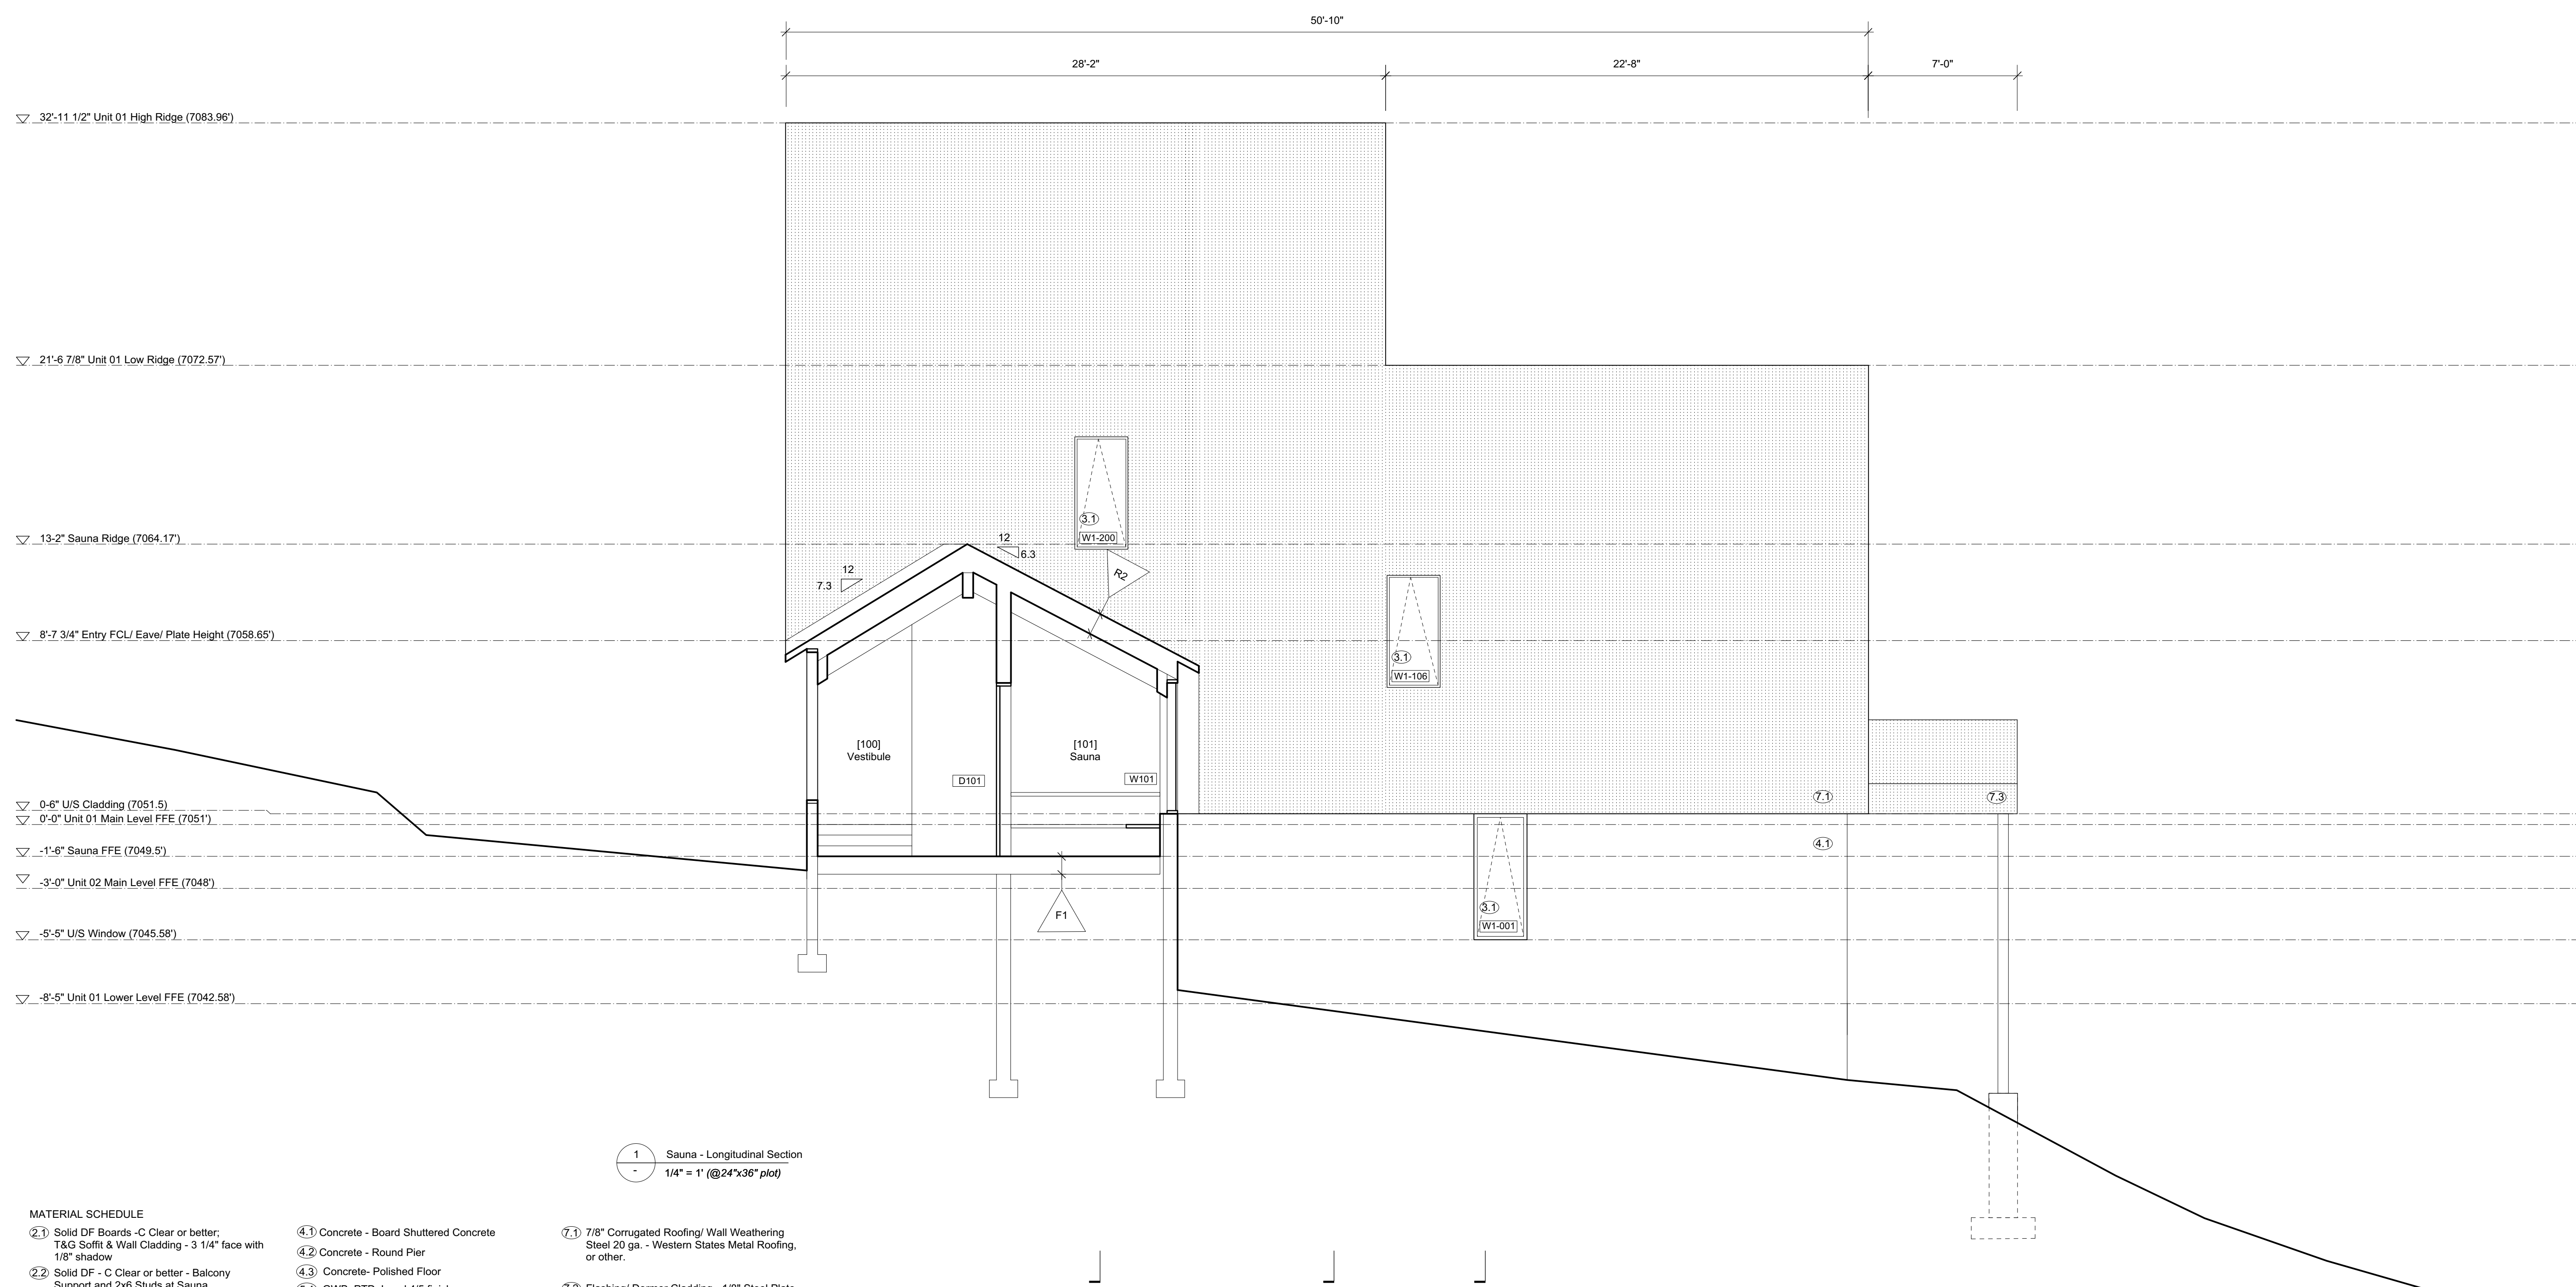 50'-10"
28'-2"
22'-8"
7'-0"
32'-11 1/2" Unit 01 High Ridge (7083.96')
21'-6 7/8" Unit 01 Low Ridge (7072.57')
3.1
W1-200
13-2" Sauna Ridge (7064.17')
12
6.3
12
7.3
R2
8'-7 3/4" Entry FCL/ Eave/ Plate Height (7058.65')
3.1
W1-106
[100]
Vestibule
[101]
Sauna
D101
W101
7.1
7.3
0-6" U/S Cladding (7051.5)
0'-0" Unit 01 Main Level FFE (7051')
4.1
-1'-6" Sauna FFE (7049.5')
-3'-0" Unit 02 Main Level FFE (7048')
F1
3.1
W1-001
-5'-5" U/S Window (7045.58')
-8'-5" Unit 01 Lower Level FFE (7042.58')
1
-
Sauna - Longitudinal Section
1/4" = 1' (@24"x36" plot)
MATERIAL SCHEDULE
2.1 Solid DF Boards -C Clear or better;
T&G Soffit & Wall Cladding - 3 1/4" face with
1/8" shadow
2.2 Solid DF - C Clear or better - Balcony
Support and 2x6 Studs at Sauna
4.1 Concrete - Board Shuttered Concrete
4.2 Concrete - Round Pier
4.3 Concrete- Polished Floor
7.1 7/8" Corrugated Roofing/ Wall Weathering
Steel 20 ga. - Western States Metal Roofing,
or other.